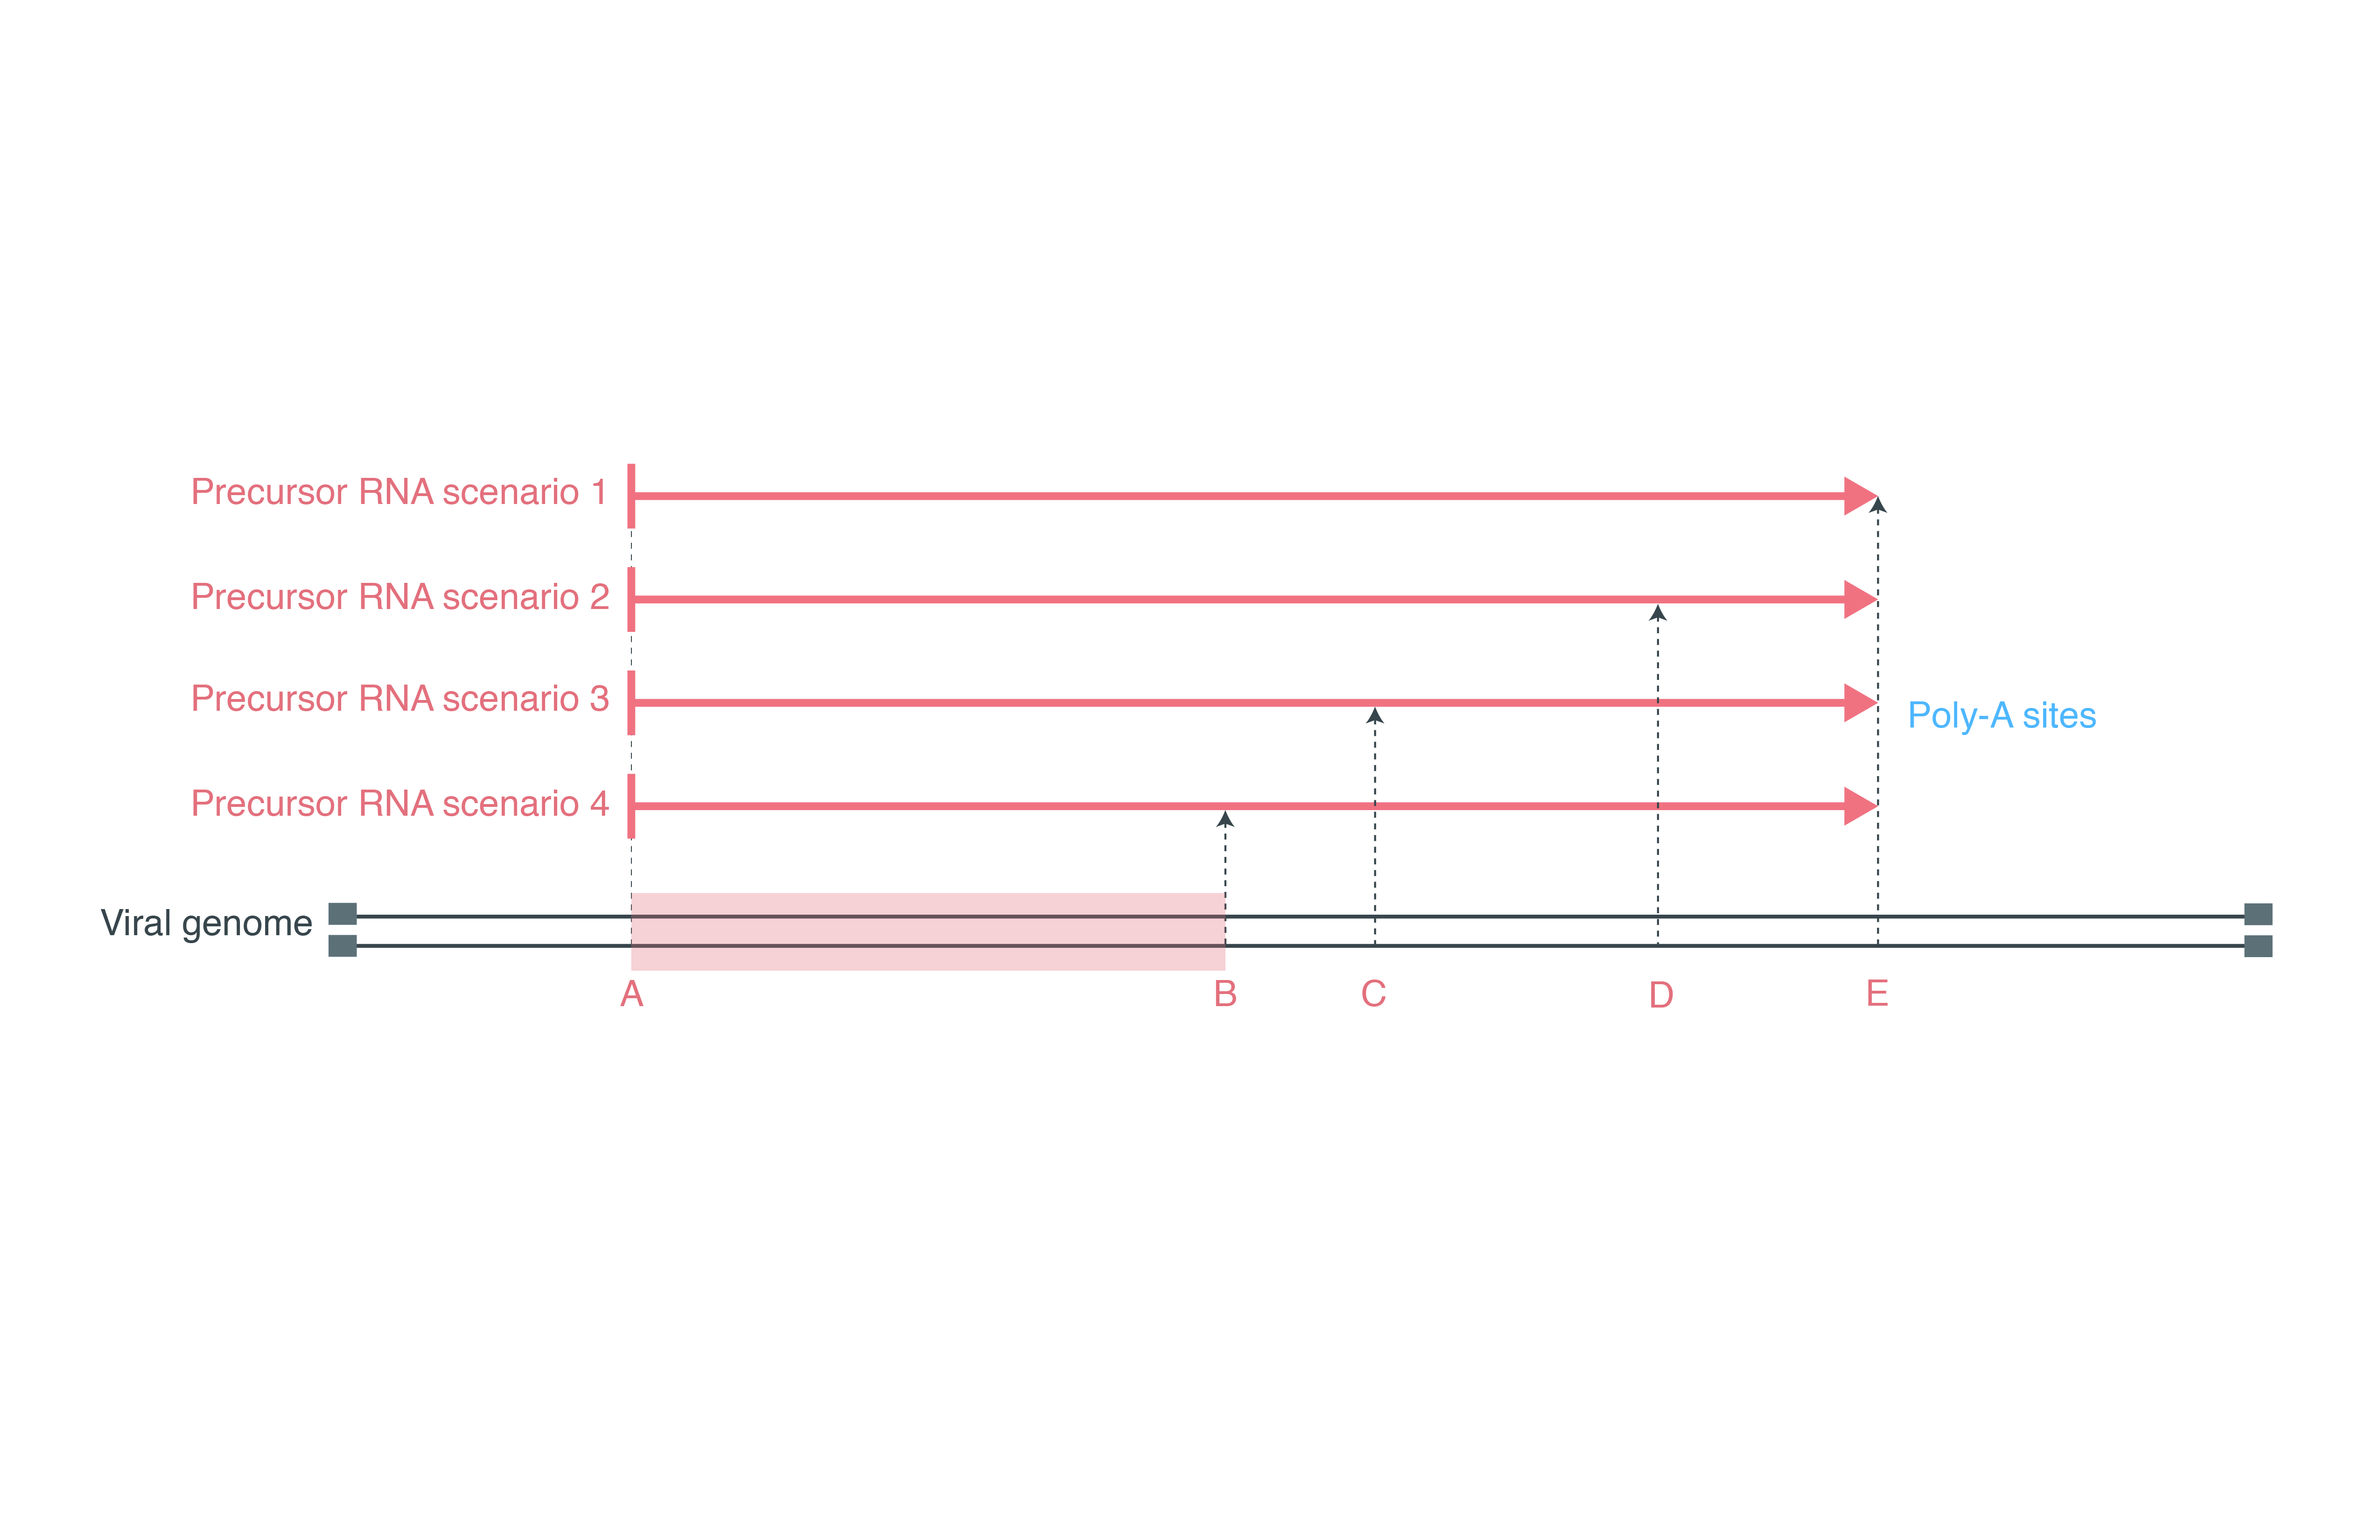 Precursor RNA scenario 1
Precursor RNA scenario 2
Precursor RNA scenario 3
Poly-A sites
Precursor RNA scenario 4
Viral genome
A B C D E